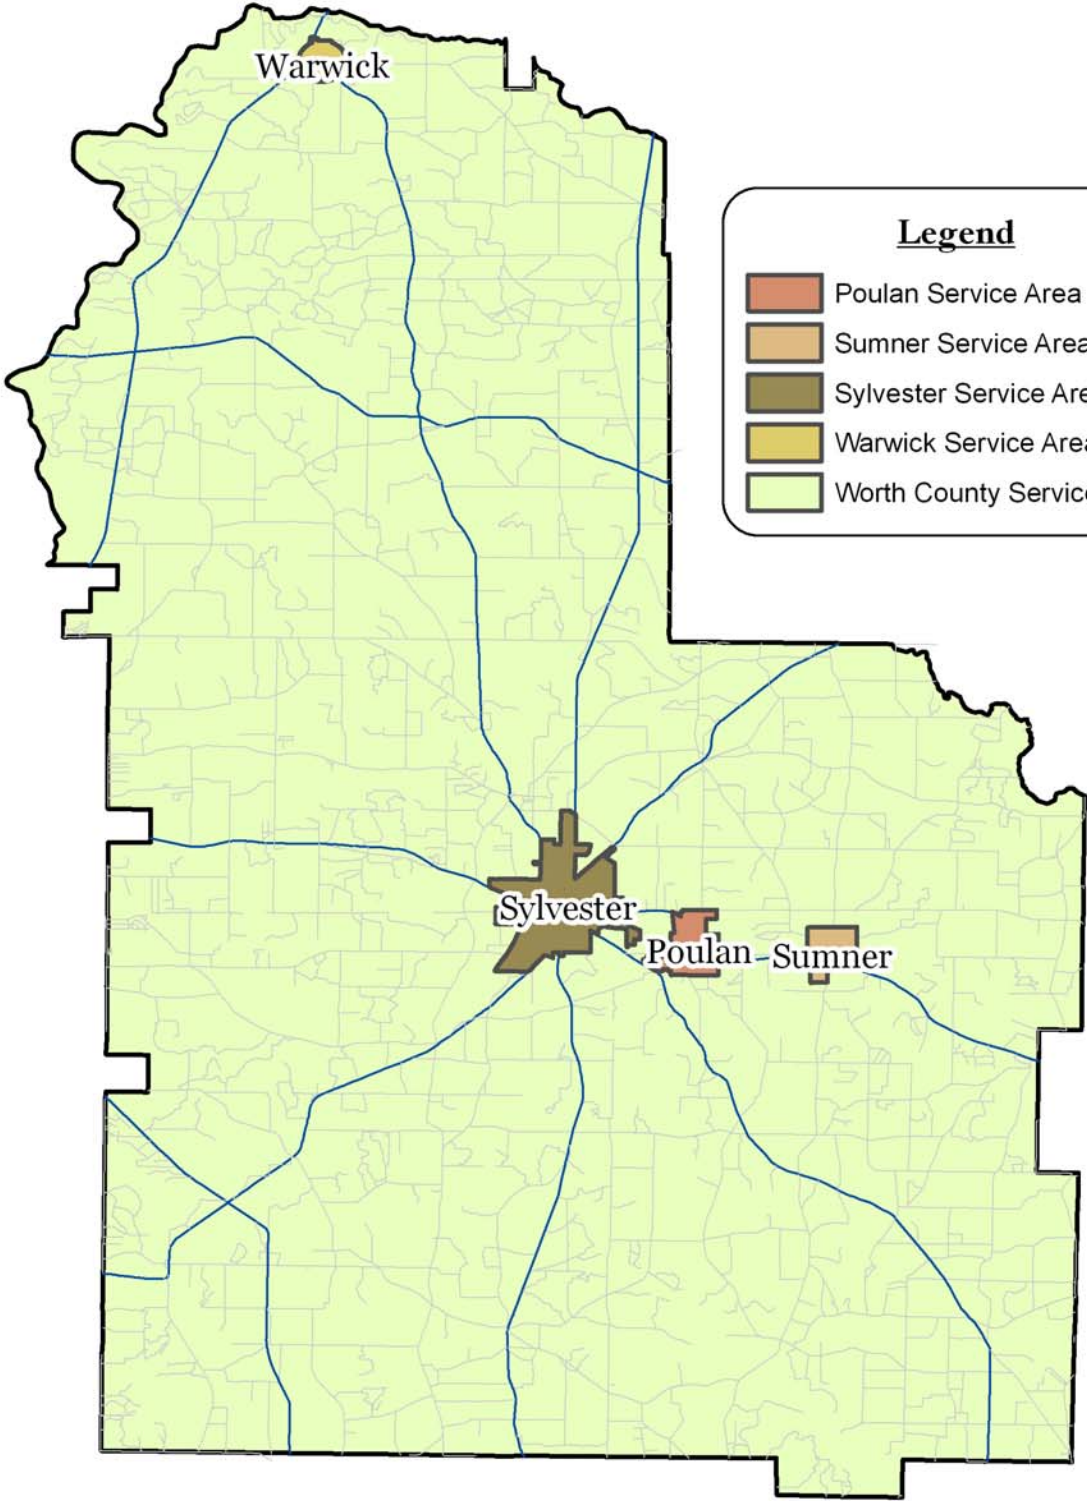 Warwick
Legend
Poulan Service Area
Sumner Service Area
Sylvester Service Are
Warwick Service Area
Worth County Service
Sylvester
Poulan
Sumner